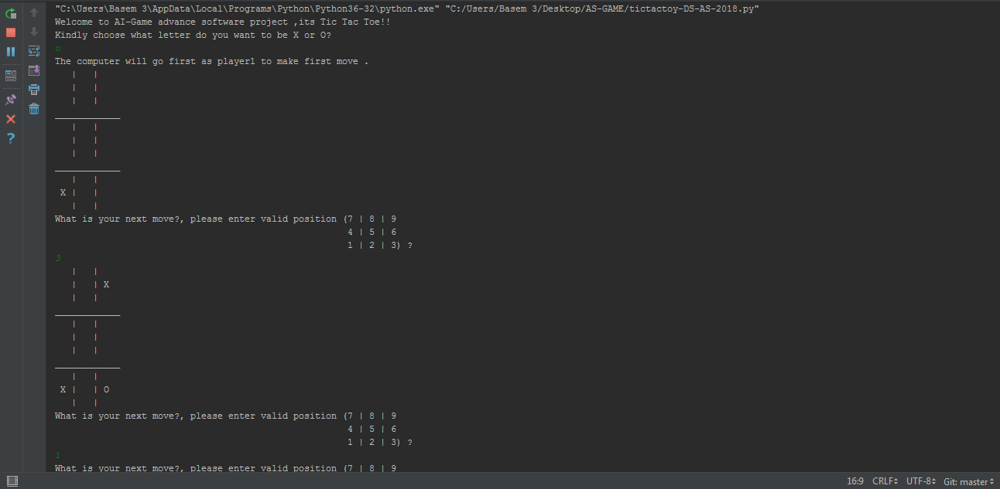 "C:\Users\Basem 3\AppData\Local\Programs\Python\Python36-32\python.exe" "C:/Users/Basem 3/Desktop/AS-GAME/tictactoy-DS-AS-2018.py"
Welcome to AI-Game advance software project ,its Tic Tac Toe!!
Kindly choose what letter do you want to be X or O?
o
The computer will go first as player1 to make first move .
   |   |
   |   |
   |   |
____________
   |   |
   |   |
   |   |
____________
   |   |
 X |   |
   |   |
What is your next move?, please enter valid position (7 | 8 | 9
                                                      4 | 5 | 6
                                                      1 | 2 | 3) ?
3
   |   |
   |   | X
   |   |
____________
   |   |
   |   |
   |   |
____________
   |   |
 X |   | O
   |   |
What is your next move?, please enter valid position (7 | 8 | 9
                                                      4 | 5 | 6
                                                      1 | 2 | 3) ?
1
What is your next move?, please enter valid position (7 | 8 | 9
16:9 CRLF UTF-8 Git: master